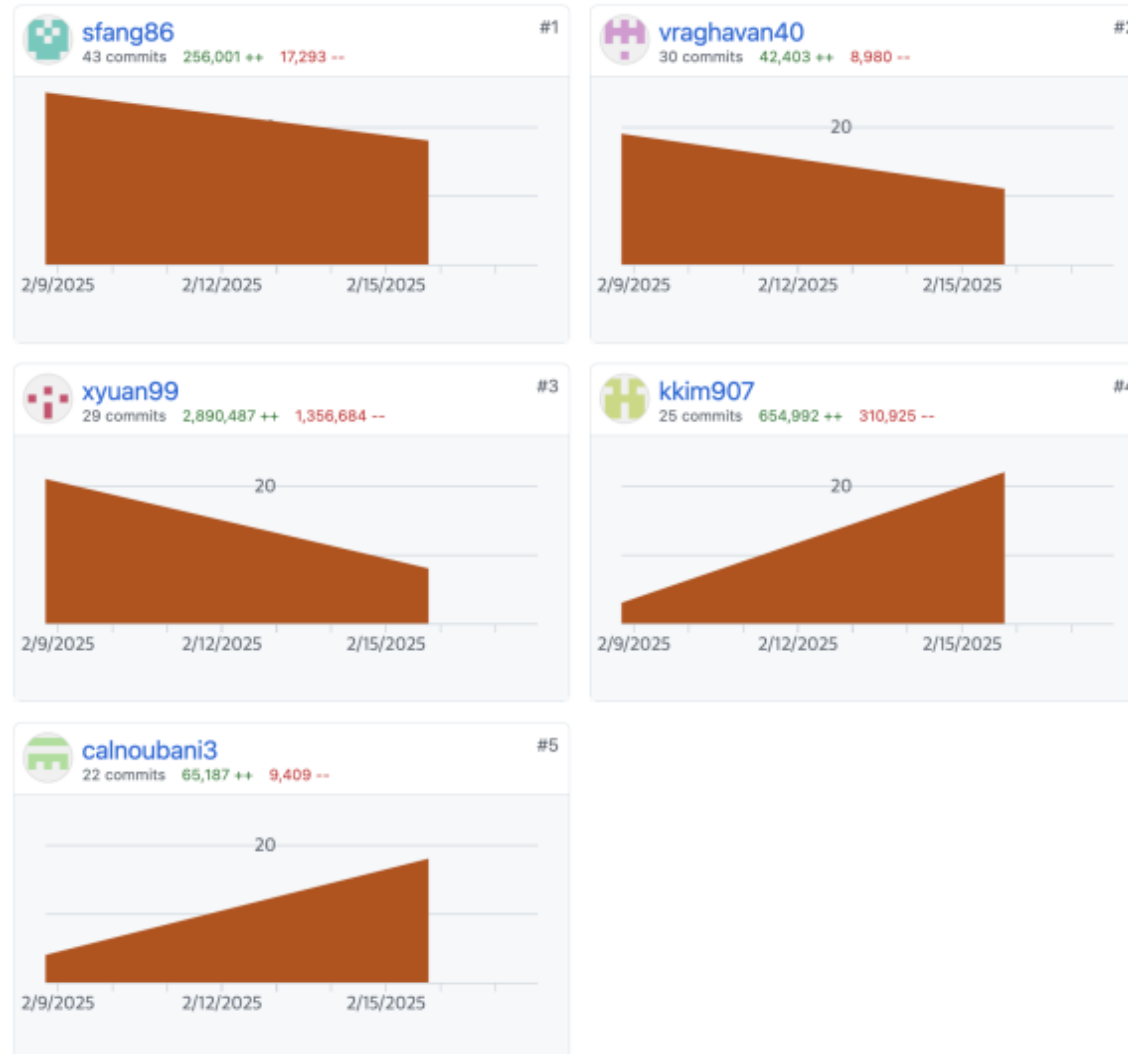 sfang86 #1
43 commits 256,001 ++ 17,293 --
2/9/2025 2/12/2025 2/15/2025
vraghavan40
30 commits 42,403 ++ 8,980 --
20
2/9/2025 2/12/2025 2/15/2025
xyuan99 #3
29 commits 2,890,487 ++ 1,356,684 --
20
2/9/2025 2/12/2025 2/15/2025
kkim907
25 commits 654,992 ++ 310,925 --
20
2/9/2025 2/12/2025 2/15/2025
calnoubani3 #5
22 commits 65,187 ++ 9,409 --
20
2/9/2025 2/12/2025 2/15/2025